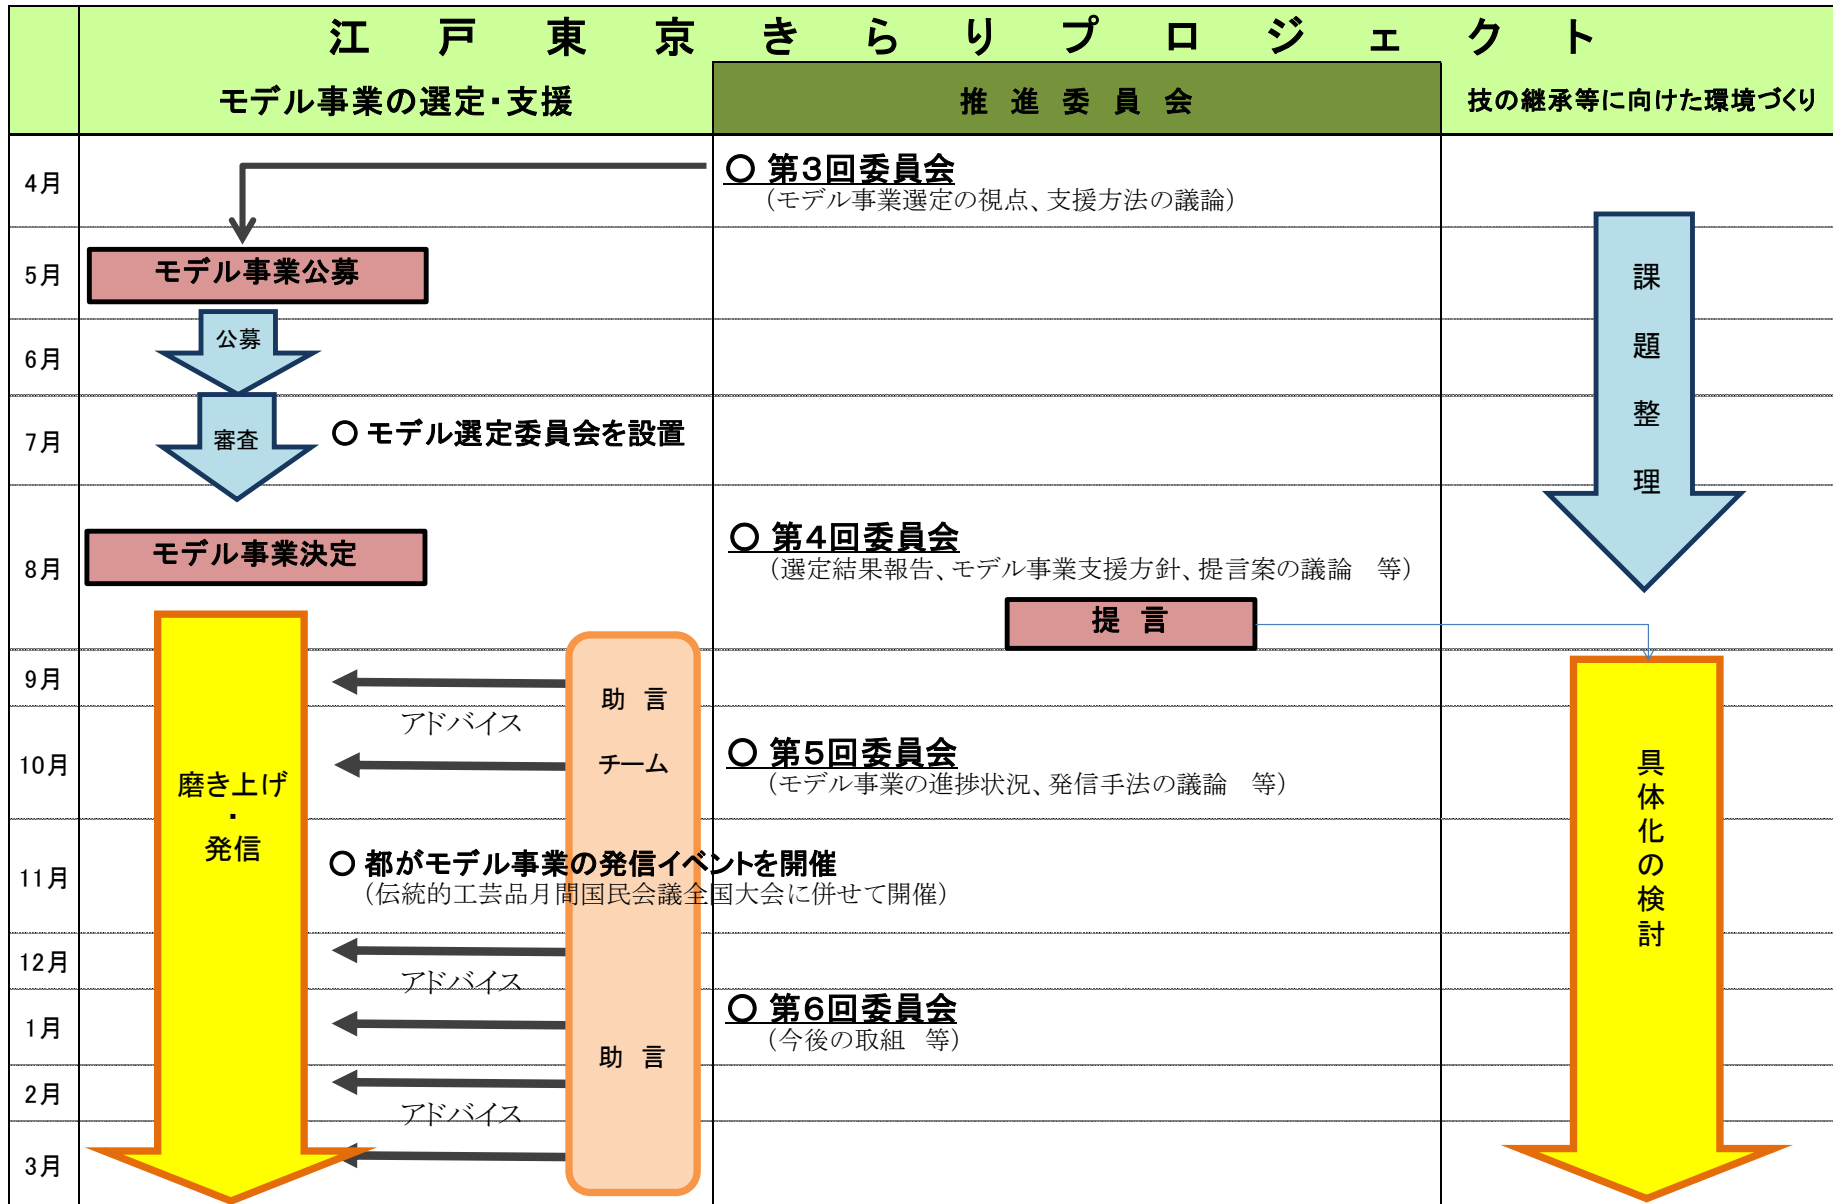 江戸東京きらりプロジェクト
モデル事業の選定・支援
推進委員会
技の継承等に向けた環境づくり
4月
○ 第3回委員会
（モデル事業選定の視点、支援方法の議論）
5月
モデル事業公募
6月
公募
7月
審査
○ モデル選定委員会を設置
課題整理
8月
モデル事業決定
○ 第4回委員会
（選定結果報告、モデル事業支援方針、提言案の議論　等）
提 言
9月
助 言
アドバイス
10月
チーム
○ 第5回委員会
（モデル事業の進捗状況、発信手法の議論　等）
磨き上げ
・
発信
具体化の検討
11月
○ 都がモデル事業の発信イベントを開催
（伝統的工芸品月間国民会議全国大会に併せて開催）
12月
アドバイス
1月
○ 第6回委員会
（今後の取組　等）
助 言
2月
アドバイス
3月